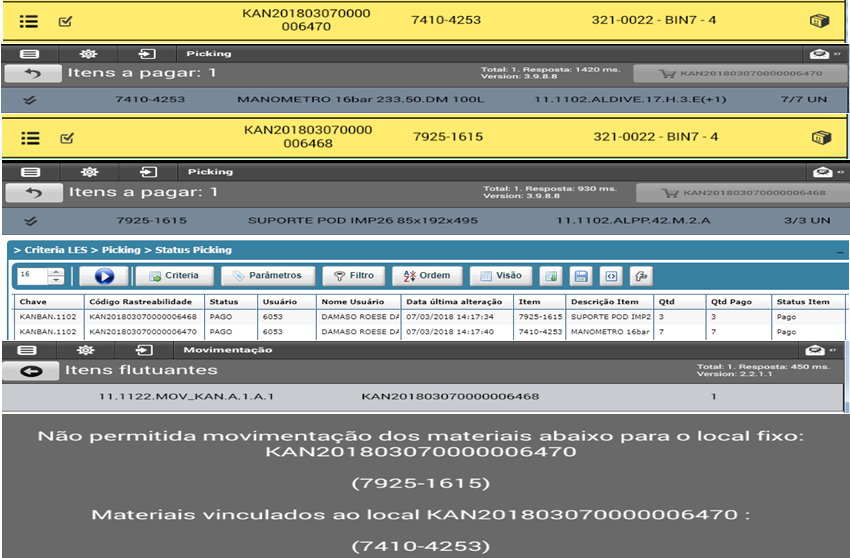 KAN201803070000
006470
7410-4253
321-0022 - BIN7 - 4
Picking
Itens a pagar: 1
Total: 1. Resposta: 1420 ms.
Version: 3.9.8.8
KAN201803070000006470
7410-4253 MANOMETRO 16bar 233.50.DM 100L 11.1102.ALDIVE.17.H.3.E(+1) 7/7 UN
KAN201803070000
006468
7925-1615
321-0022 - BIN7 - 4
Picking
Itens a pagar: 1
Total: 1. Resposta: 930 ms.
Version: 3.9.8.8
KAN201803070000006468
7925-1615 SUPORTE POD IMP26 85x192x495 11.1102.ALPP.42.M.2.A 3/3 UN
> Criteria LES > Picking > Status Picking
16 Criteria Parâmetros Filtro Ordem Visão
Chave Código Rastreabilidade Status Usuário Nome Usuário Data última alteração Item Descrição Item Qtd Qtd Pago Status Item
KANBAN.1102 KAN201803070000006468 PAGO 6053 DAMASO ROESE DA 07/03/2018 14:17:34 7925-1615 SUPORTE POD IMP2 3 3 Pago
KANBAN.1102 KAN201803070000006470 PAGO 6053 DAMASO ROESE DA 07/03/2018 14:17:40 7410-4253 MANOMETRO 16bar 7 7 Pago
Movimentação
Itens flutuantes
Total: 1. Resposta: 450 ms.
Version: 2.2.1.1
11.1122.MOV_KAN.A.1.A.1 KAN201803070000006468 1
Não permitida movimentação dos materiais abaixo para o local fixo:
KAN201803070000006470
(7925-1615)
Materiais vinculados ao local KAN201803070000006470 :
(7410-4253)